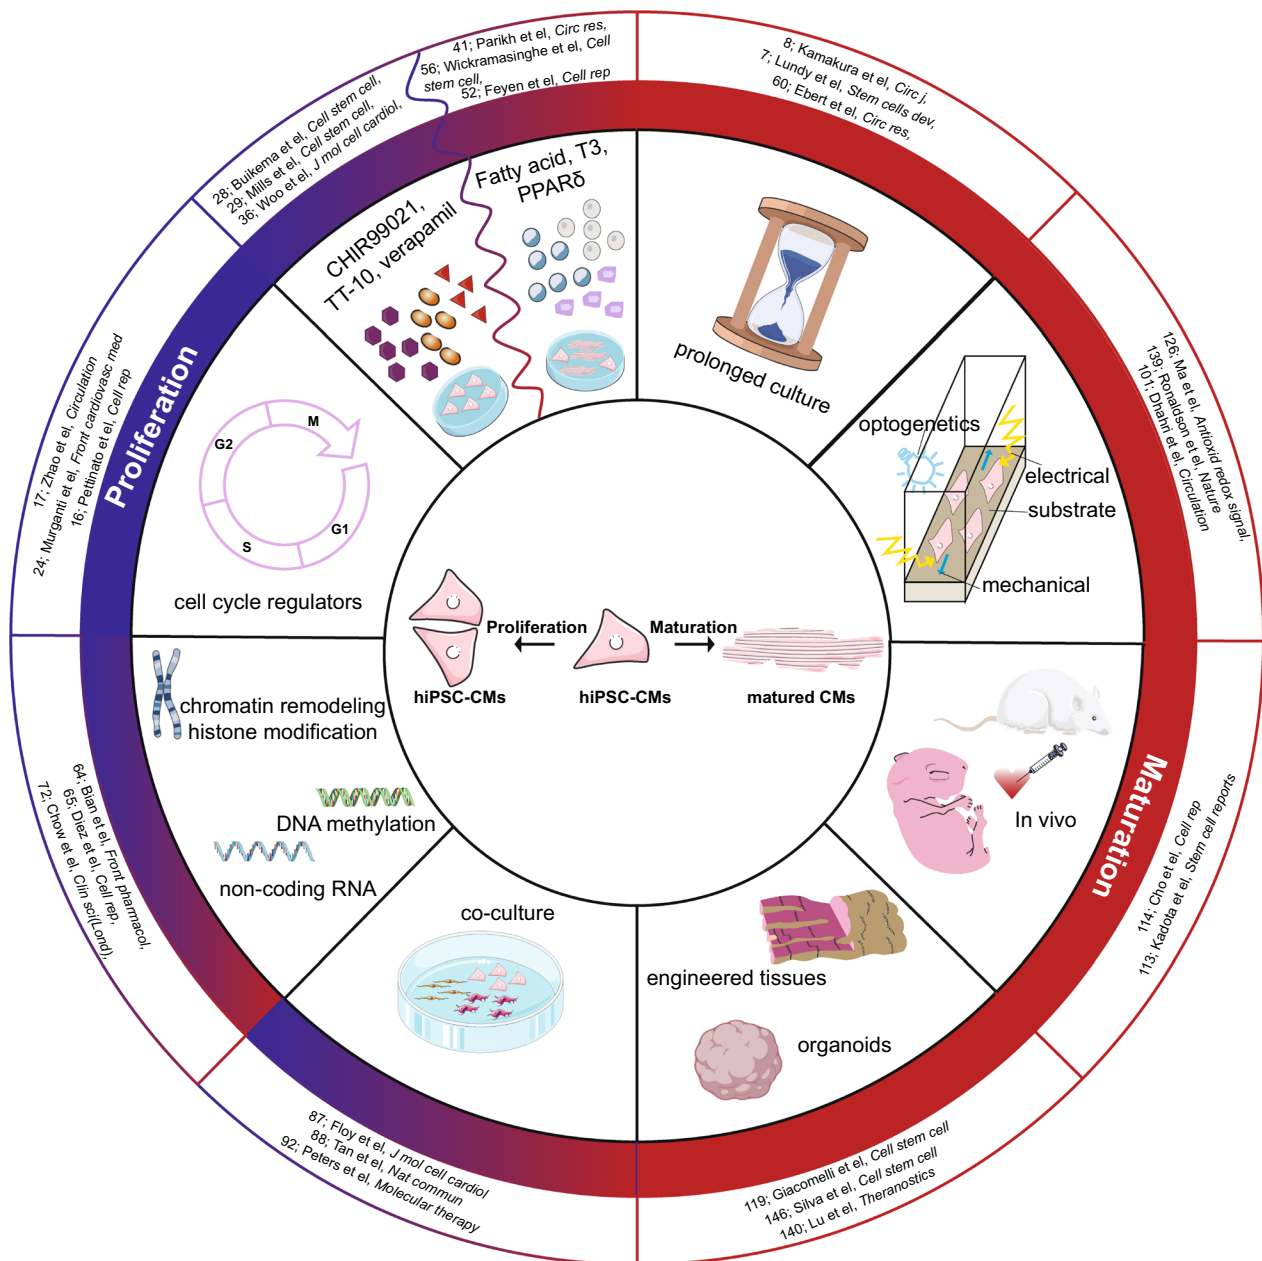 41; Parikh et el, Circ res,
56; Wickramasinghe et el, Cell
stem cell,
52; Feyen et el, Cell rep
8; Kamakura et el, Circ j,
7; Lundy et el, Stem cells dev,
60; Ebert et el, Circ res,
28; Buikema et el, Cell stem cell,
29; Mills et el, Cell stem cell,
36; Woo et el, J mol cell cardiol,
Fatty acid, T3,
PPARδ
CHIR99021,
TT-10, verapamil
prolonged culture
126; Ma et el, Antioxid redox signal,
139; Ronaldson et el, Nature
101; Dhahri et el, Circulation
optogenetics
electrical
substrate
mechanical
17; Zhao et el, Circulation
24; Murganti et el, Front cardiovasc med
16; Pettinato et el, Cell rep
Proliferation
M
G2
G1
S
cell cycle regulators
Proliferation
Maturation
hiPSC-CMs
hiPSC-CMs
matured CMs
chromatin remodeling
histone modification
DNA methylation
non-coding RNA
64; Bian et el, Front pharmacol,
65; Diez et el, Cell rep,
72; Chow et el, Clin sci(Lond),
In vivo
Maturation
114; Cho et el, Cell rep
113; Kadota et el, Stem cell reports
co-culture
engineered tissues
organoids
87; Floy et el, J mol cell cardiol
88; Tan et el, Nat commun
92; Peters et el, Molecular therapy
119; Giacomelli et el, Cell stem cell
146; Silva et el, Cell stem cell
140; Lu et el, Theranostics